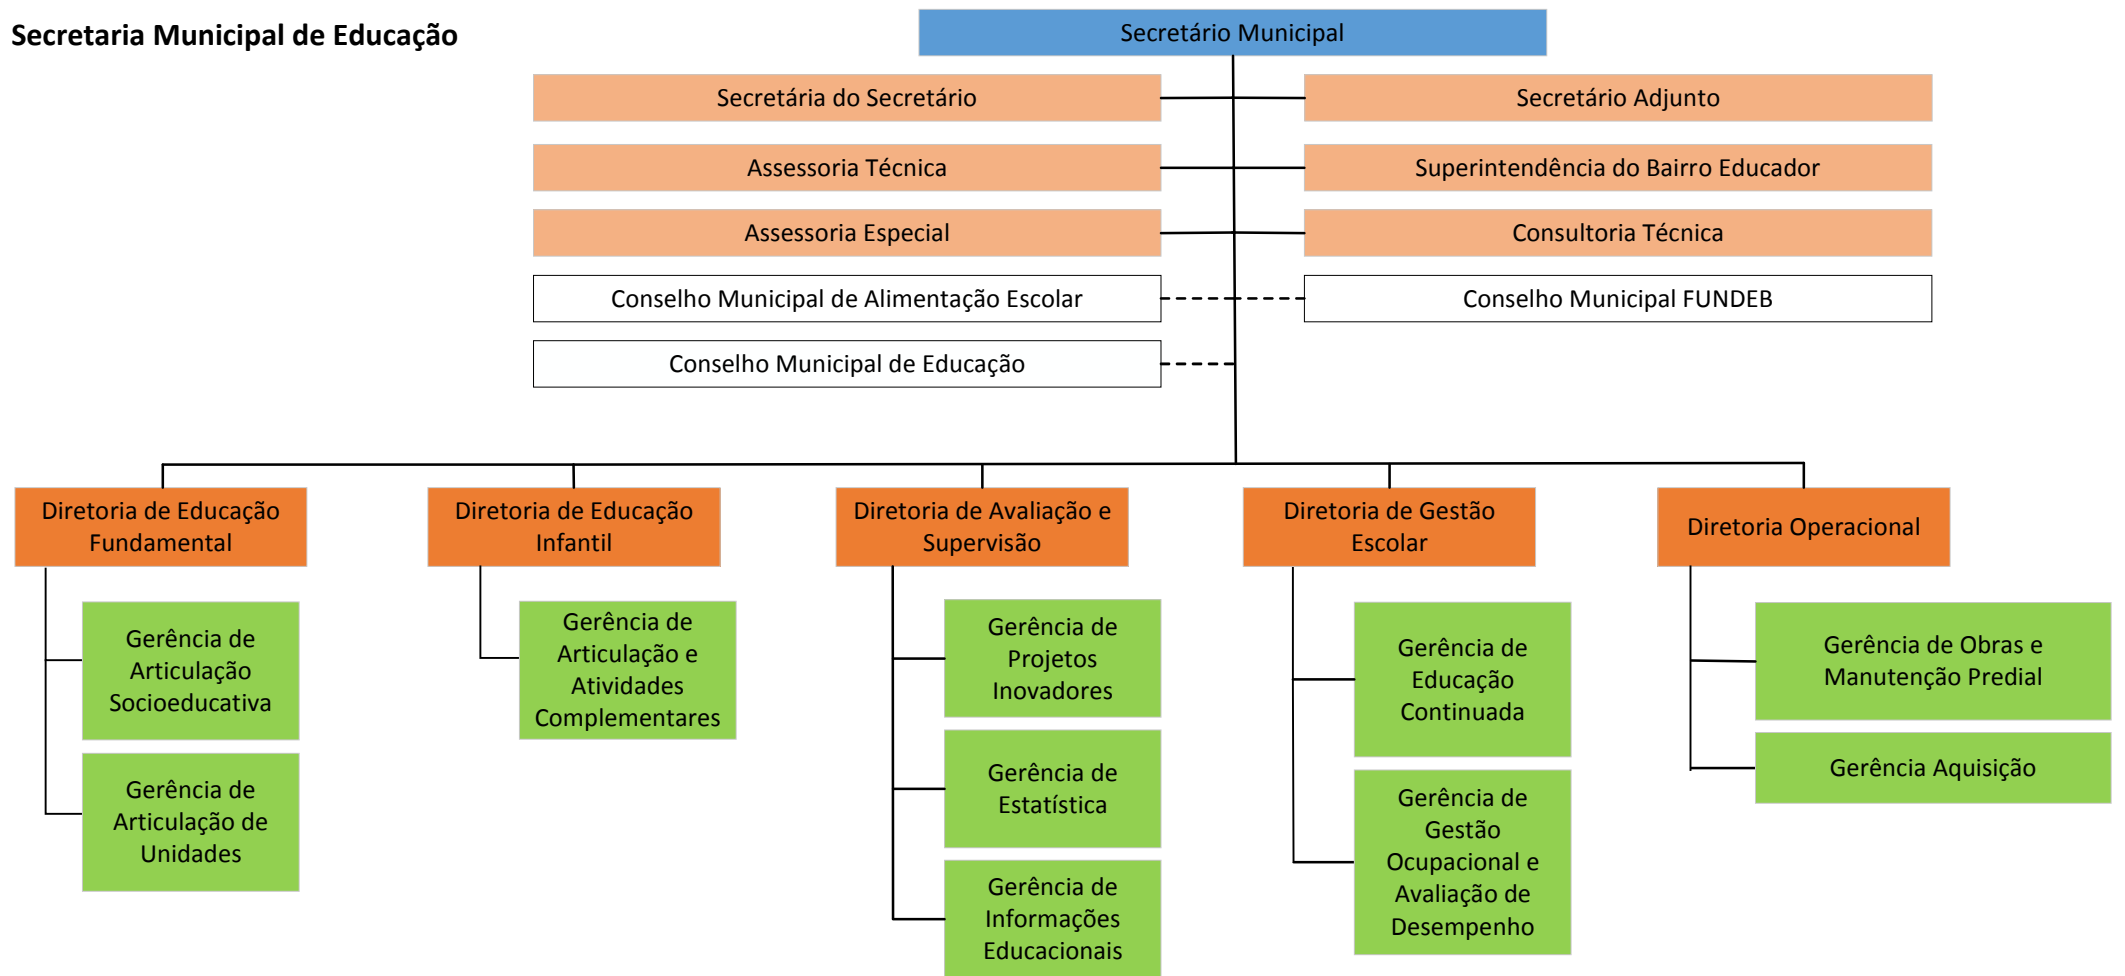 Secretaria Municipal de Educação
Secretário Municipal
Secretária do Secretário
Secretário Adjunto
Assessoria Técnica
Superintendência do Bairro Educador
Assessoria Especial
Consultoria Técnica
Conselho Municipal de Alimentação Escolar
Conselho Municipal FUNDEB
Conselho Municipal de Educação
Diretoria de Educação
Fundamental
Gerência de
Articulação
Socioeducativa
Gerência de
Articulação de
Unidades
Diretoria de Educação
Infantil
Gerência de
Articulação e
Atividades
Complementares
Diretoria de Avaliação e
Supervisão
Gerência de
Projetos
Inovadores
Gerência de
Estatística
Gerência de
Informações
Educacionais
Diretoria de Gestão
Escolar
Gerência de
Educação
Continuada
Gerência de
Gestão
Ocupacional e
Avaliação de
Desempenho
Diretoria Operacional
Gerência de Obras e
Manutenção Predial
Gerência Aquisição